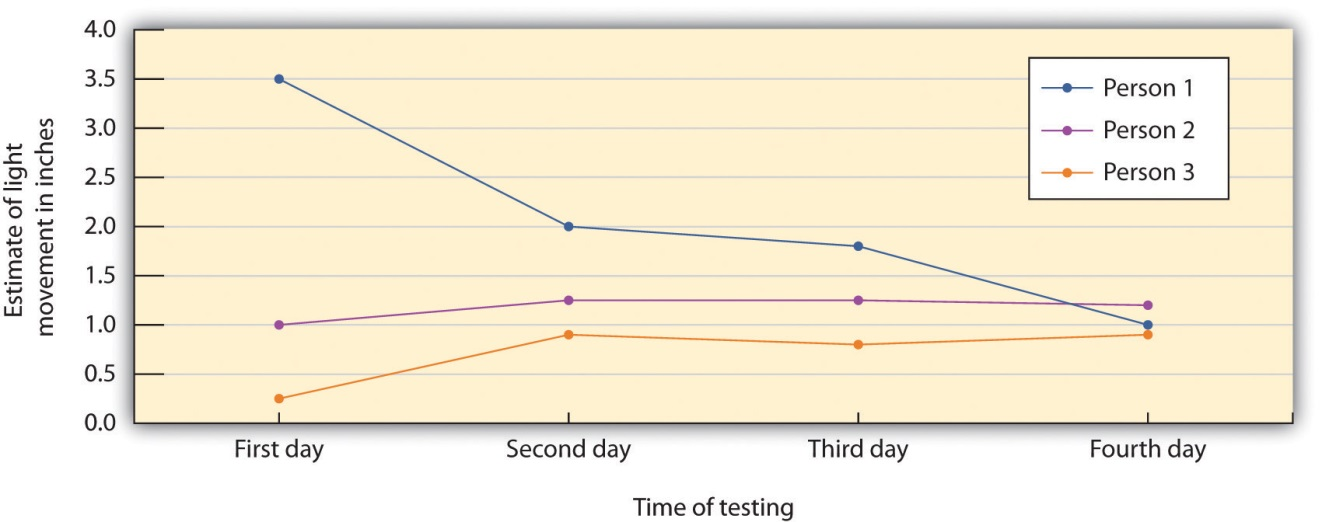 4.0
3.5
3.0
2.5
2.0
1.5
1.0
0.5
0.0
Estimate of light
movement in inches
Person 1
Person 2
Person 3
First day
Second day
Third day
Fourth day
Time of testing